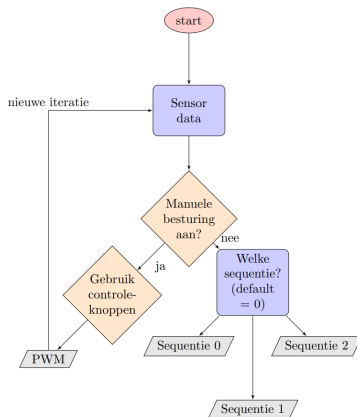 start
nieuwe iteratie
Sensor
data
Manuele
besturing
aan?
nee
ja
Welke
sequentie?
(default
= 0)
Gebruik
controle-
knoppen
PWM
Sequentie 0
Sequentie 2
Sequentie 1